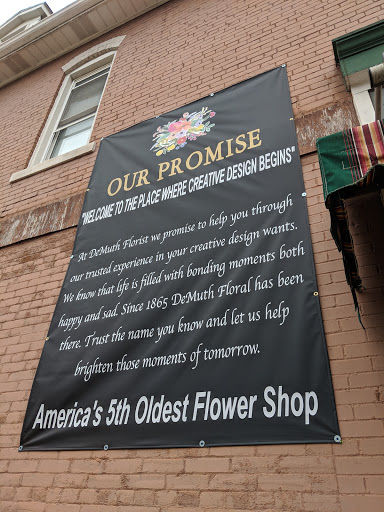 OUR PROMISE
"WELCOME TO THE PLACE WHERE CREATIVE DESIGN BEGINS"
At DeMuth Florist we promise to help you through
our trusted experience in your creative design wants.
We know that life is filled with bonding moments both
happy and sad. Since 1865 DeMuth Floral has been
there. Trust the name you know and let us help
brighten those moments of tomorrow.
America's 5th Oldest Flower Shop